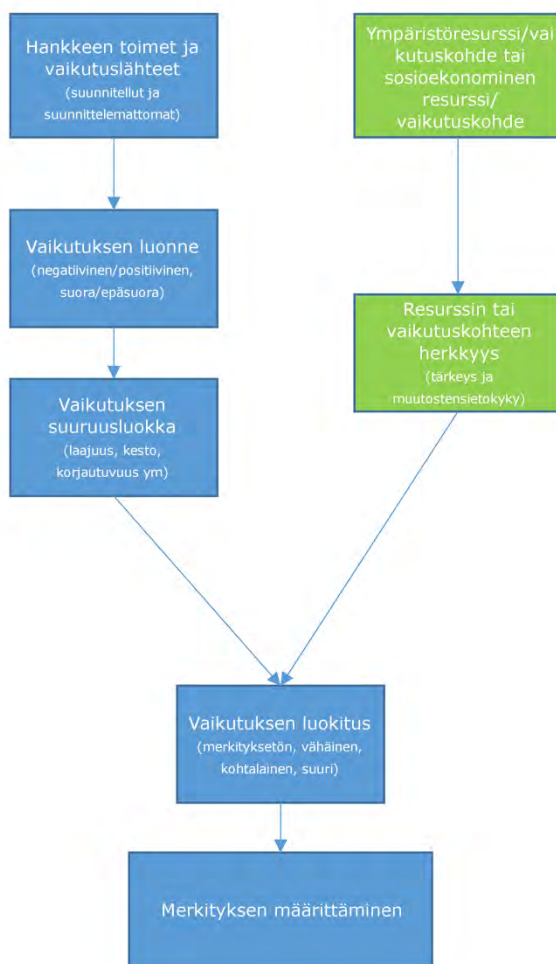 Hankkeen toimet ja
vaikutuslähteet
(suunnitellut ja
suunnittelemattomat)
Ympäristöresurssi/vai
kutuskohde tai
sosioekonominen
resurssi/
vaikutuskohde
Vaikutuksen luonne
(negatiivinen/positiivinen,
suora/epäsuora)
Resurssin tai
vaikutuskohteen
herkkyys
(tärkeys ja
muutostensietokyky)
Vaikutuksen
suuruusluokka
(laajuus, kesto,
korjautuvuus ym)
Vaikutuksen luokitus
(merkityksetön, vähäinen,
kohtalainen, suuri)
Merkityksen määrittäminen